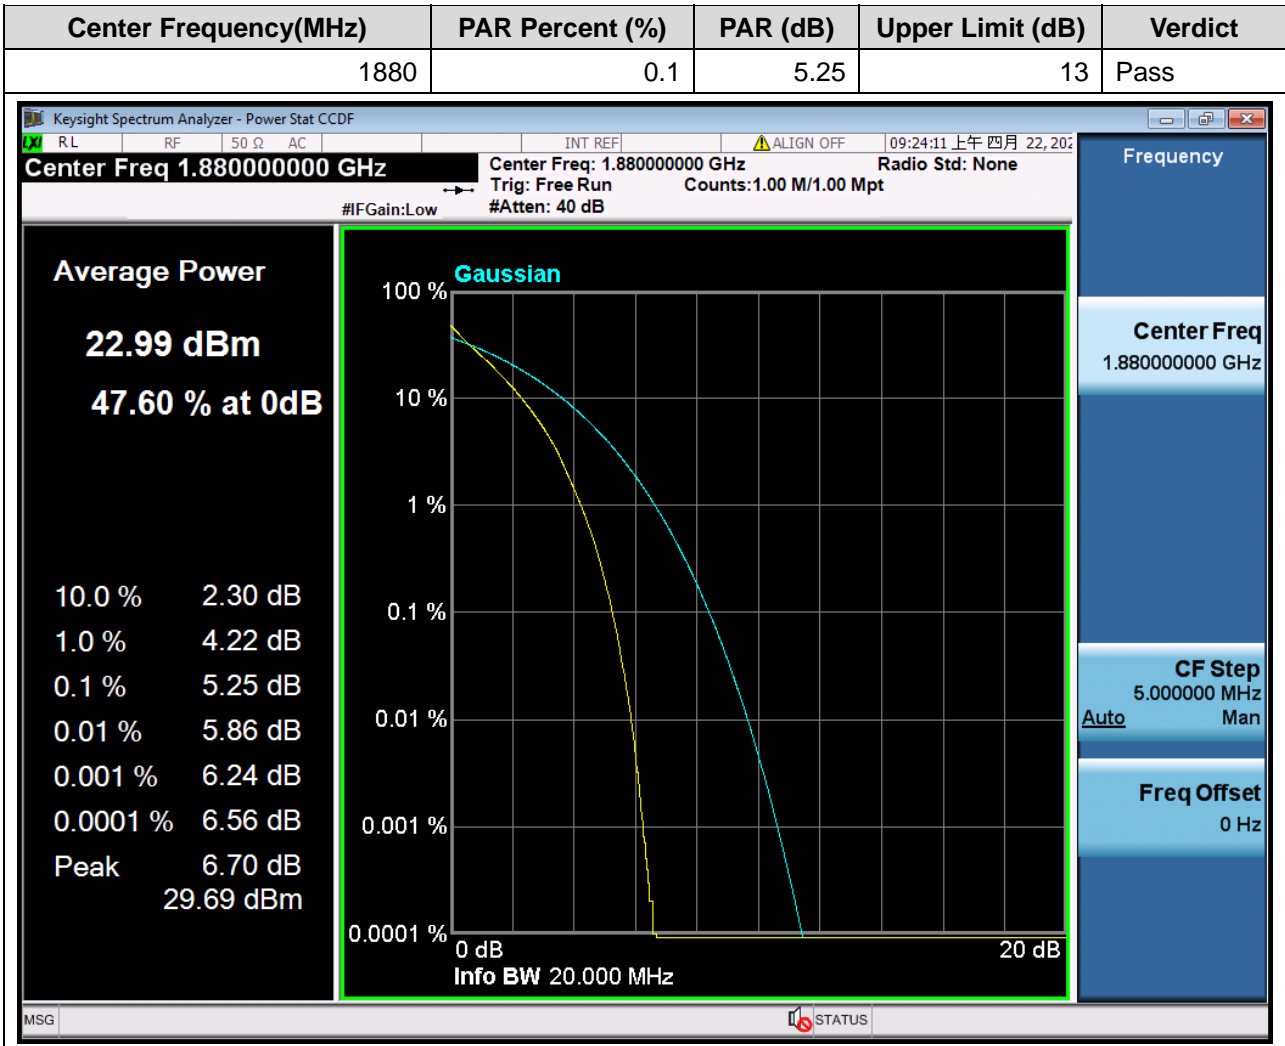 Center Frequency(MHz) PAR Percent (%) PAR (dB) Upper Limit (dB) Verdict
1880 0.1 5.25 13 Pass
Keysight Spectrum Analyzer - Power Stat CCDF
LXI RL RF 50 Ω AC INT REF ALIGN OFF 09:24:11 上午 四月 22, 202
Center Freq 1.880000000 GHz
Center Freq: 1.880000000 GHz Radio Std: None
Trig: Free Run Counts:1.00 M/1.00 Mpt
#IFGain:Low #Atten: 40 dB
Average Power
22.99 dBm
47.60 % at 0dB
10.0 % 2.30 dB
1.0 % 4.22 dB
0.1 % 5.25 dB
0.01 % 5.86 dB
0.001 % 6.24 dB
0.0001 % 6.56 dB
Peak 6.70 dB
29.69 dBm
Gaussian
100 %
10 %
1 %
0.1 %
0.01 %
0.001 %
0.0001 %
0 dB 20 dB
Info BW 20.000 MHz
Frequency
Center Freq
1.880000000 GHz
CF Step
5.000000 MHz
Auto Man
Freq Offset
0 Hz
MSG STATUS